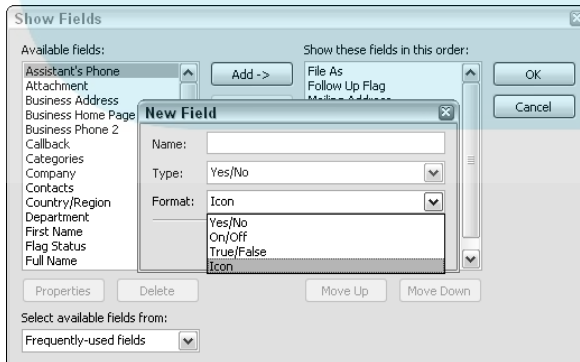 Show Fields
Available fields:
Show these fields in this order:
Assistant's Phone
Attachment
Business Address
Business Home Page
Business Phone 2
Callback
Categories
Company
Contacts
Country/Region
Department
First Name
Flag Status
Full Name
Add ->
File As
Follow Up Flag
Mailing Address
OK
Cancel
New Field
Name:
Type:
Yes/No
Format:
Icon
Yes/No
On/Off
True/False
Icon
Properties
Delete
Move Up
Move Down
Select available fields from:
Frequently-used fields